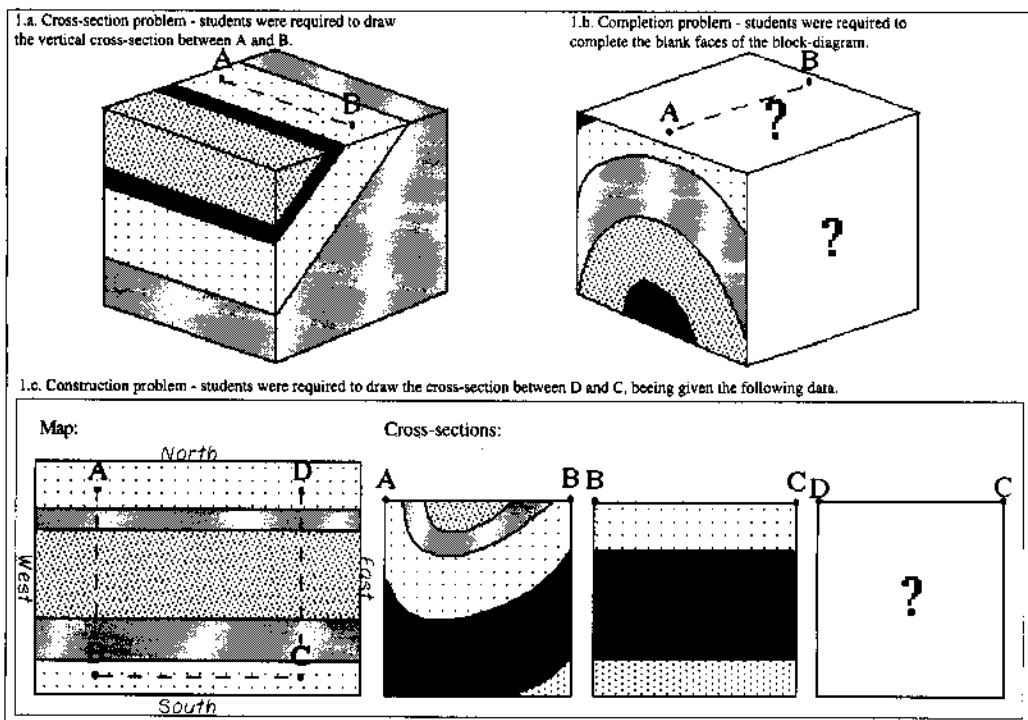 1.a. Cross-section problem - students were required to draw
the vertical cross-section between A and B.
A
B
1.b. Completion problem - students were required to
complete the blank faces of the block-diagram.
B
A
?
?
1.c. Construction problem - students were required to draw the cross-section between D and C, beeing given the following data.
Map:
North
A
D
West
East
C
South
Cross-sections:
A
B
B
C
D
C
?